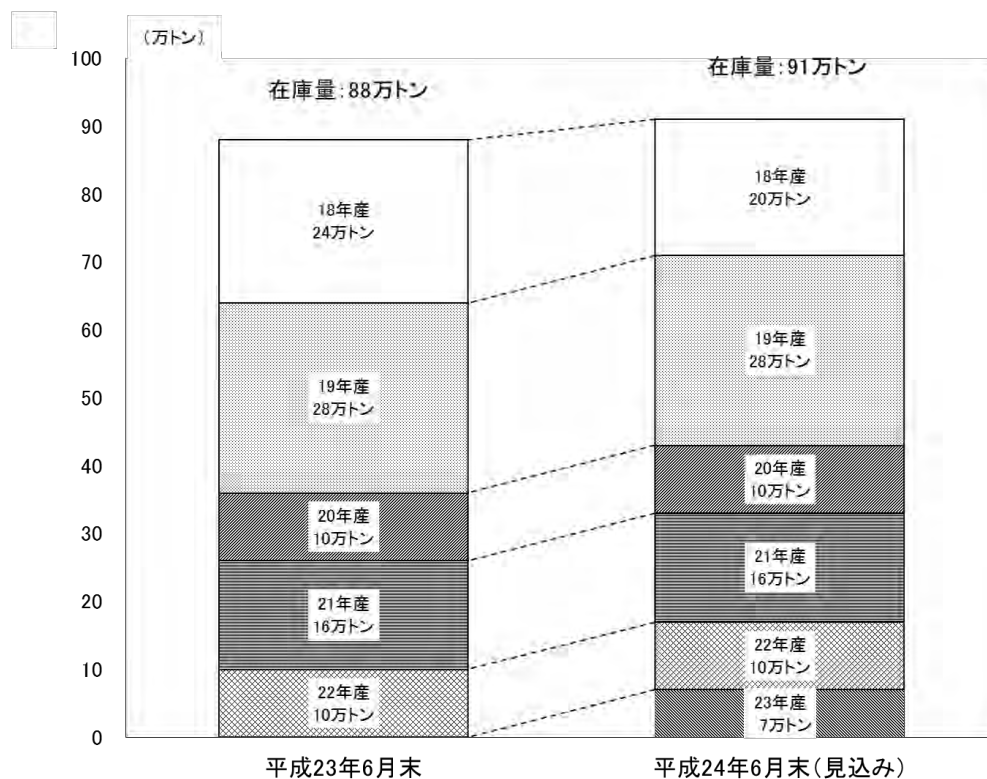 (万トン)
100
90
80
70
60
50
40
30
20
10
0
在庫量:88万トン
18年産
24万トン
19年産
28万トン
20年産
10万トン
21年産
16万トン
22年産
10万トン
平成23年6月末
在庫量:91万トン
18年産
20万トン
19年産
28万トン
20年産
10万トン
21年産
16万トン
22年産
10万トン
23年産
7万トン
平成24年6月末(見込み)